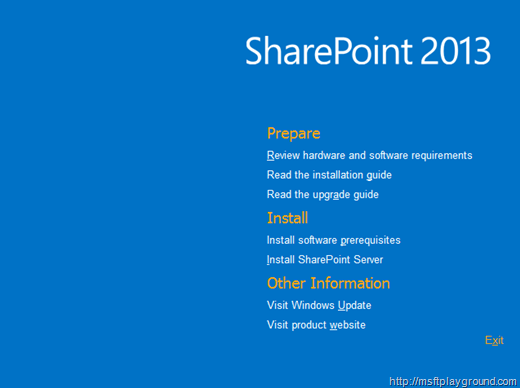 SharePoint 2013
Prepare
Review hardware and software requirements
Read the installation guide
Read the upgrade guide
Install
Install software prerequisites
Install SharePoint Server
Other Information
Visit Windows Update
Visit product website
Exit
http://msftplayground.com/